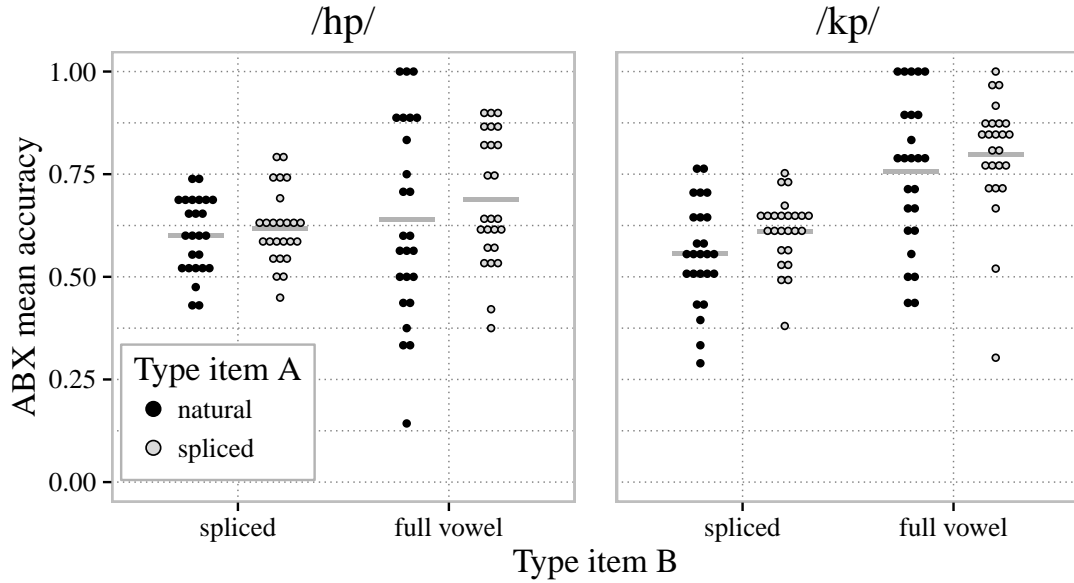 /hp/
/kp/
ABX mean accuracy
1.00
0.75
0.50
0.25
0.00
Type item A
natural
spliced
spliced
full vowel
spliced
full vowel
Type item B